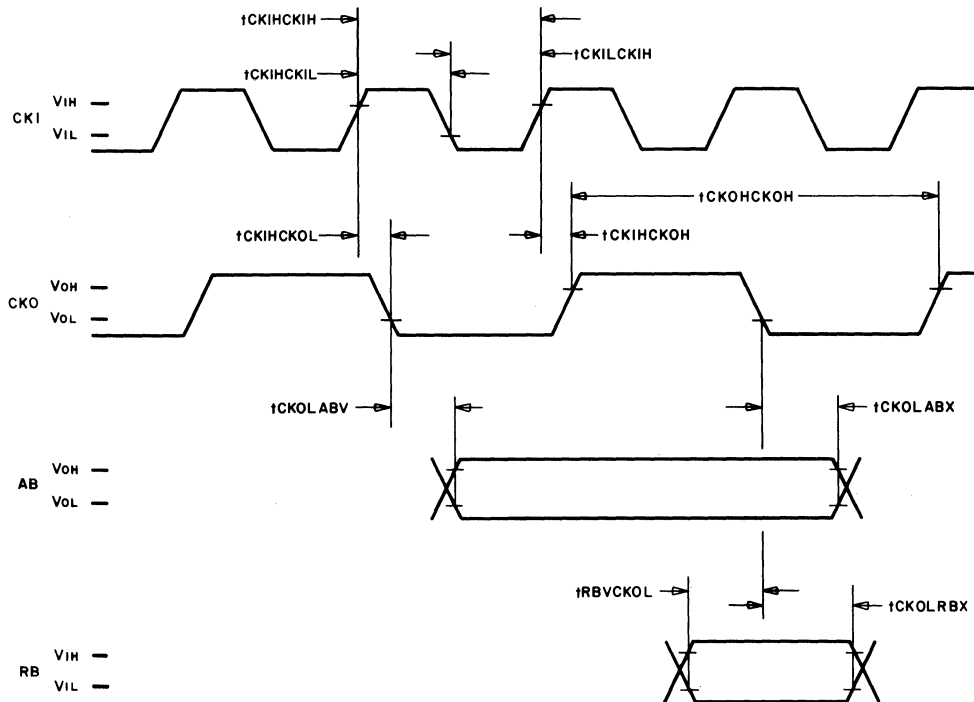 tCKIHCKIH
tCKILCKIH
tCKIHCKIL
VIH
CKI
VIL
tCKOHCKOH
tCKIHCKOL
tCKIHCKOH
VOH
CKO
VOL
tCKOLABV
tCKOLABX
VOH
AB
VOL
tRBVCKOL
tCKOLRBX
VIH
RB
VIL